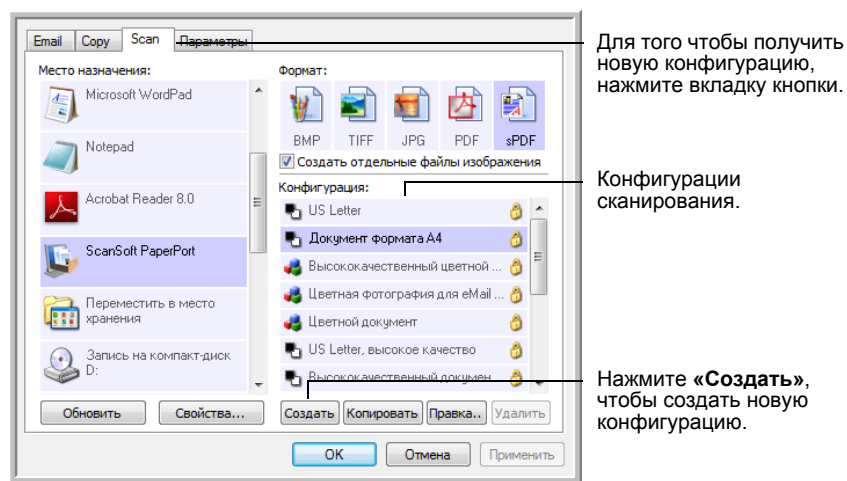 Email Copy Scan Параметры
Место назначения:
Microsoft WordPad
Notepad
Acrobat Reader 8.0
ScanSoft PaperPort
Переместить в место
хранения
Запись на компакт-диск
D:
Обновить Свойства...
Формат:
BMP TIFF JPG PDF sPDF
Создать отдельные файлы изображения
Конфигурация:
US Letter
Документ формата A4
Высококачественный цветной ...
Цветная фотография для eMail ...
Цветной документ
US Letter, высокое качество
Высококачественный докумен
Создать Копировать Правка.. Удалить
OK Отмена Применить
Для того чтобы получить
новую конфигурацию,
нажмите вкладку кнопки.
Конфигурации
сканирования.
Нажмите «Создать»,
чтобы создать новую
конфигурацию.